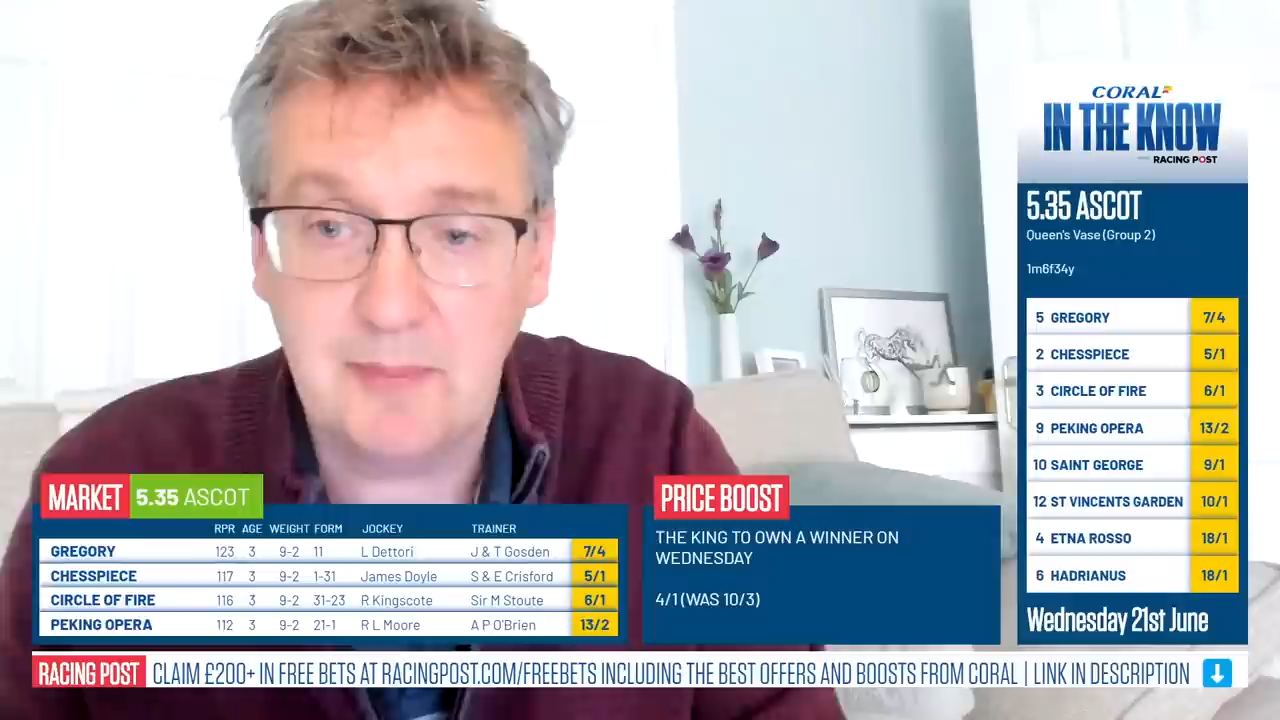 CORAL
IN THE KNOW
RACING POST
5.35 ASCOT
Queen's Vase (Group 2)
1m6f34y
5 GREGORY 7/4
2 CHESSPIECE 5/1
3 CIRCLE OF FIRE 6/1
9 PEKING OPERA 13/2
10 SAINT GEORGE 9/1
12 ST VINCENTS GARDEN 10/1
4 ETNA ROSSO 18/1
6 HADRIANUS 18/1
Wednesday 21st June
MARKET 5.35 ASCOT
RPR AGE WEIGHT FORM JOCKEY TRAINER
GREGORY 123 3 9-2 11 L Dettori J & T Gosden 7/4
CHESSPIECE 117 3 9-2 1-31 James Doyle S & E Crisford 5/1
CIRCLE OF FIRE 116 3 9-2 31-23 R Kingscote Sir M Stoute 6/1
PEKING OPERA 112 3 9-2 21-1 R L Moore A P O'Brien 13/2
PRICE BOOST
THE KING TO OWN A WINNER ON
WEDNESDAY
4/1 (WAS 10/3)
RACING POST CLAIM £200+ IN FREE BETS AT RACINGPOST.COM/FREEBETS INCLUDING THE BEST OFFERS AND BOOSTS FROM CORAL | LINK IN DESCRIPTION